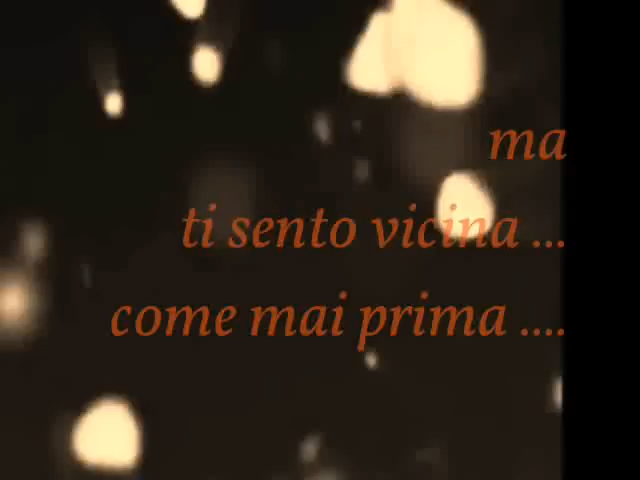 ma
ti sento vicina ...
come mai prima ....